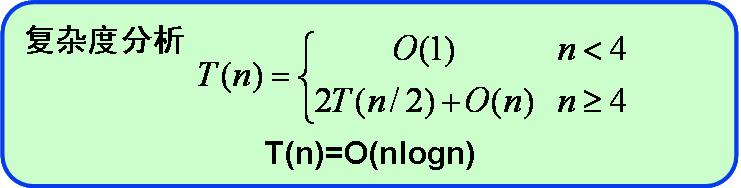 复杂度分析
T(n) = { O(1) n < 4
2T(n/2)+O(n) n ≥ 4
T(n)=O(nlogn)